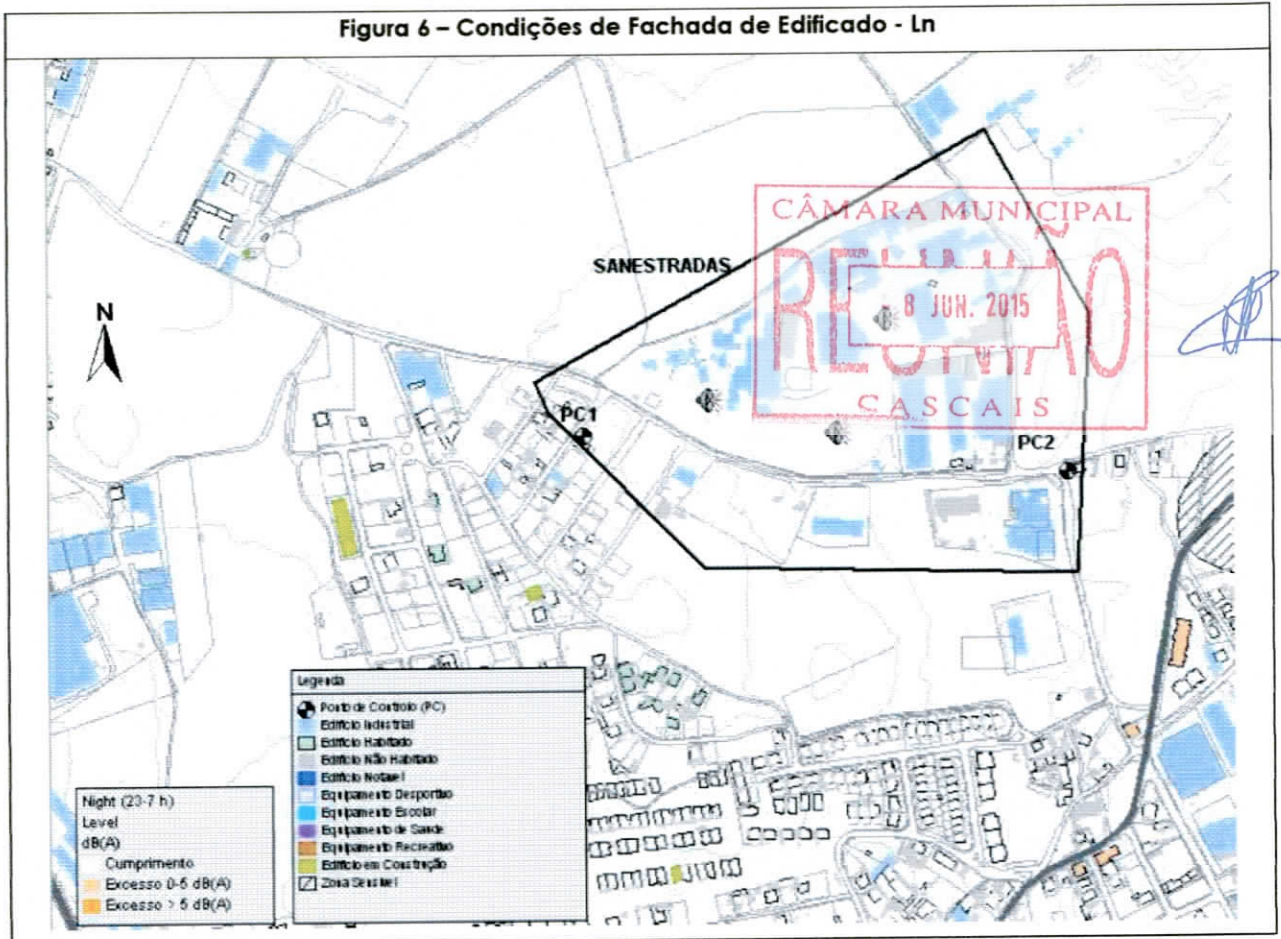 Figura 6 – Condições de Fachada de Edificado - Ln
CÂMARA MUNICIPAL
REUNIÃO
8 JUN. 2015
CASCAIS
SANESTRADAS
N
PC1
PC2
Legenda
Ponto de Controlo (PC)
Edifício Industrial
Edifício Habitado
Edifício Não Habitado
Edifício Notável
Equipamento Desportivo
Equipamento Escolar
Equipamento de Saúde
Equipamento Recreativo
Edifício em Construção
Zona Sensível
Night (23-7 h)
Level
dB(A)
Cumprimento
Excesso 0-5 dB(A)
Excesso > 5 dB(A)